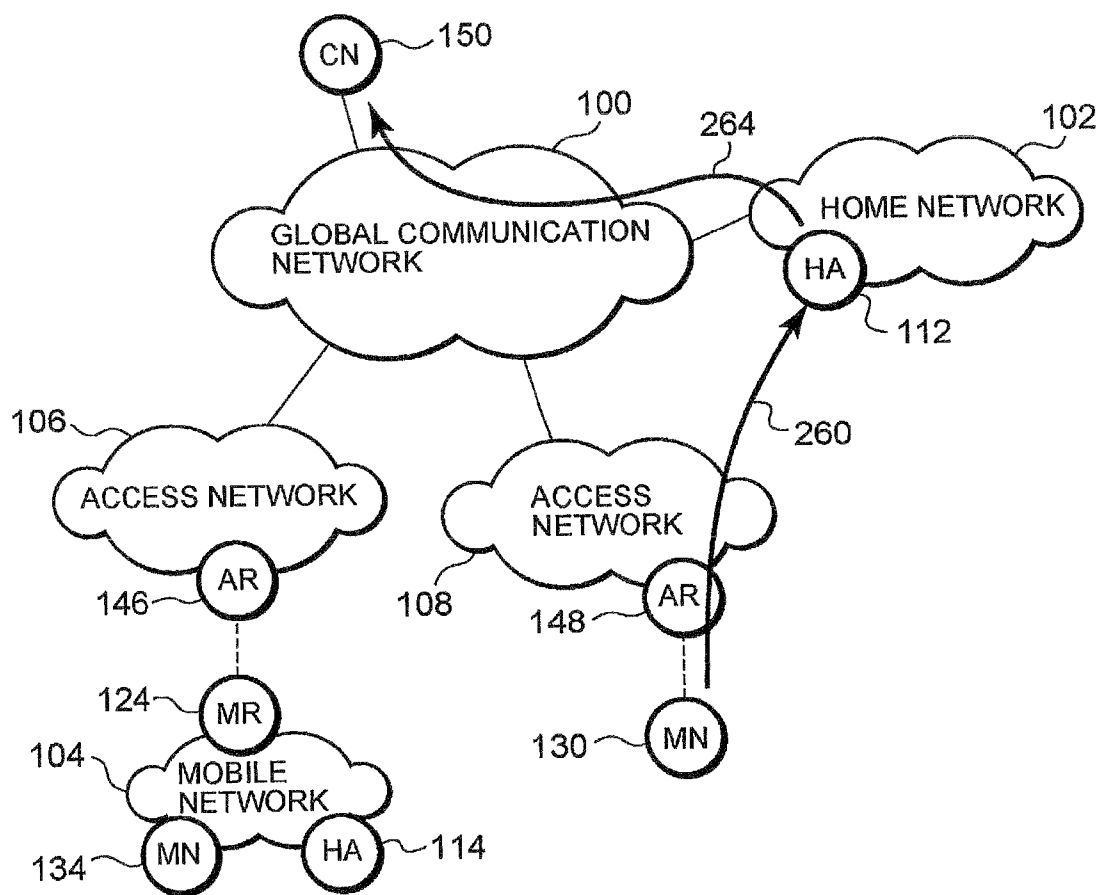 CN
150
100
264
102
GLOBAL COMMUNICATION
NETWORK
HOME NETWORK
HA
112
106
260
ACCESS NETWORK
ACCESS
NETWORK
AR
146
108
AR
148
124
MR
130
MN
104
MOBILE
NETWORK
MN
HA
114
134